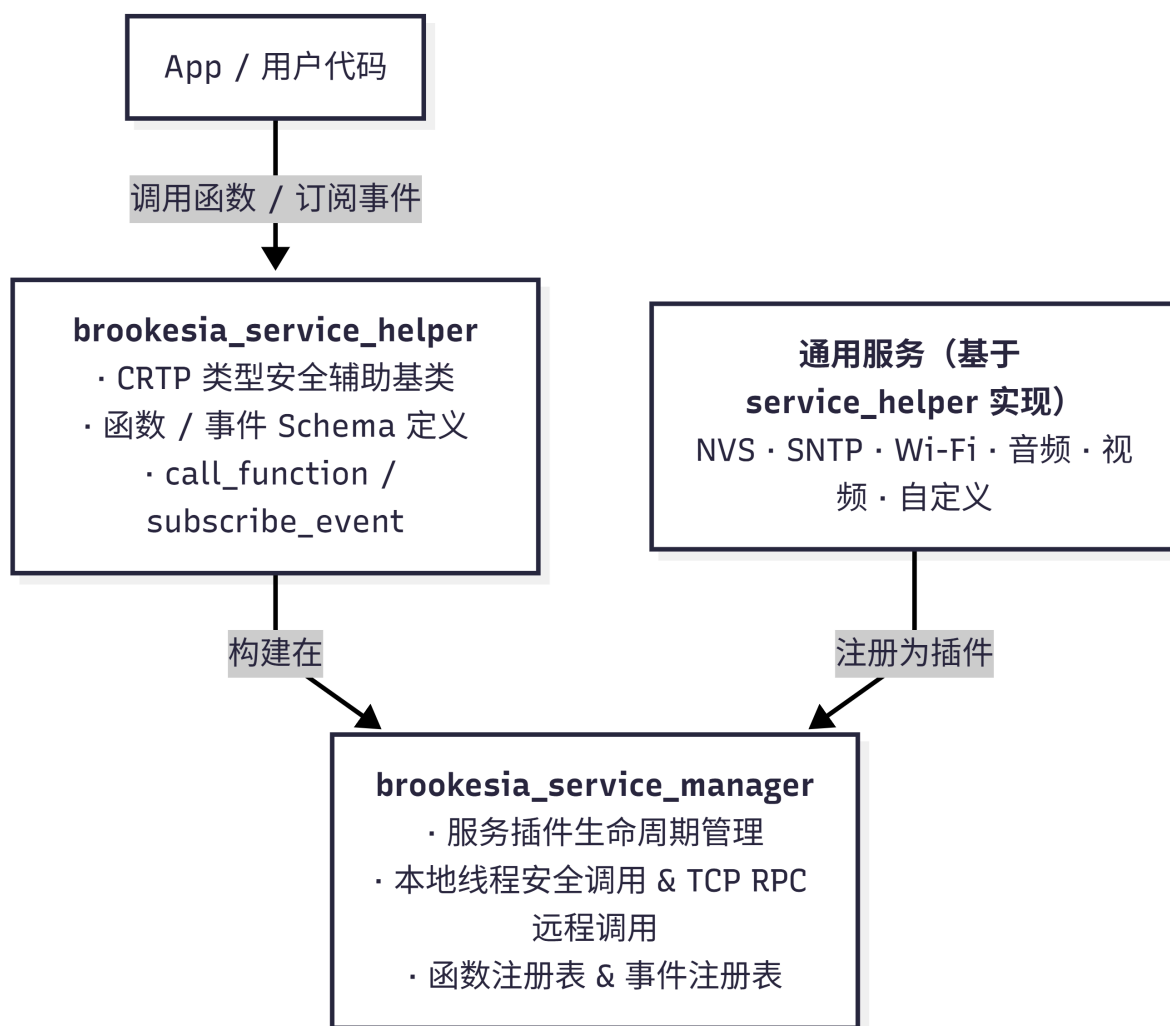 App / 用户代码
调用函数 / 订阅事件
brookesia_service_helper
· CRTP 类型安全辅助基类
· 函数 / 事件 Schema 定义
· call_function /
subscribe_event
通用服务（基于
service_helper 实现）
NVS · SNTP · Wi-Fi · 音频 · 视
频 · 自定义
构建在
注册为插件
brookesia_service_manager
· 服务插件生命周期管理
· 本地线程安全调用 & TCP RPC
远程调用
· 函数注册表 & 事件注册表